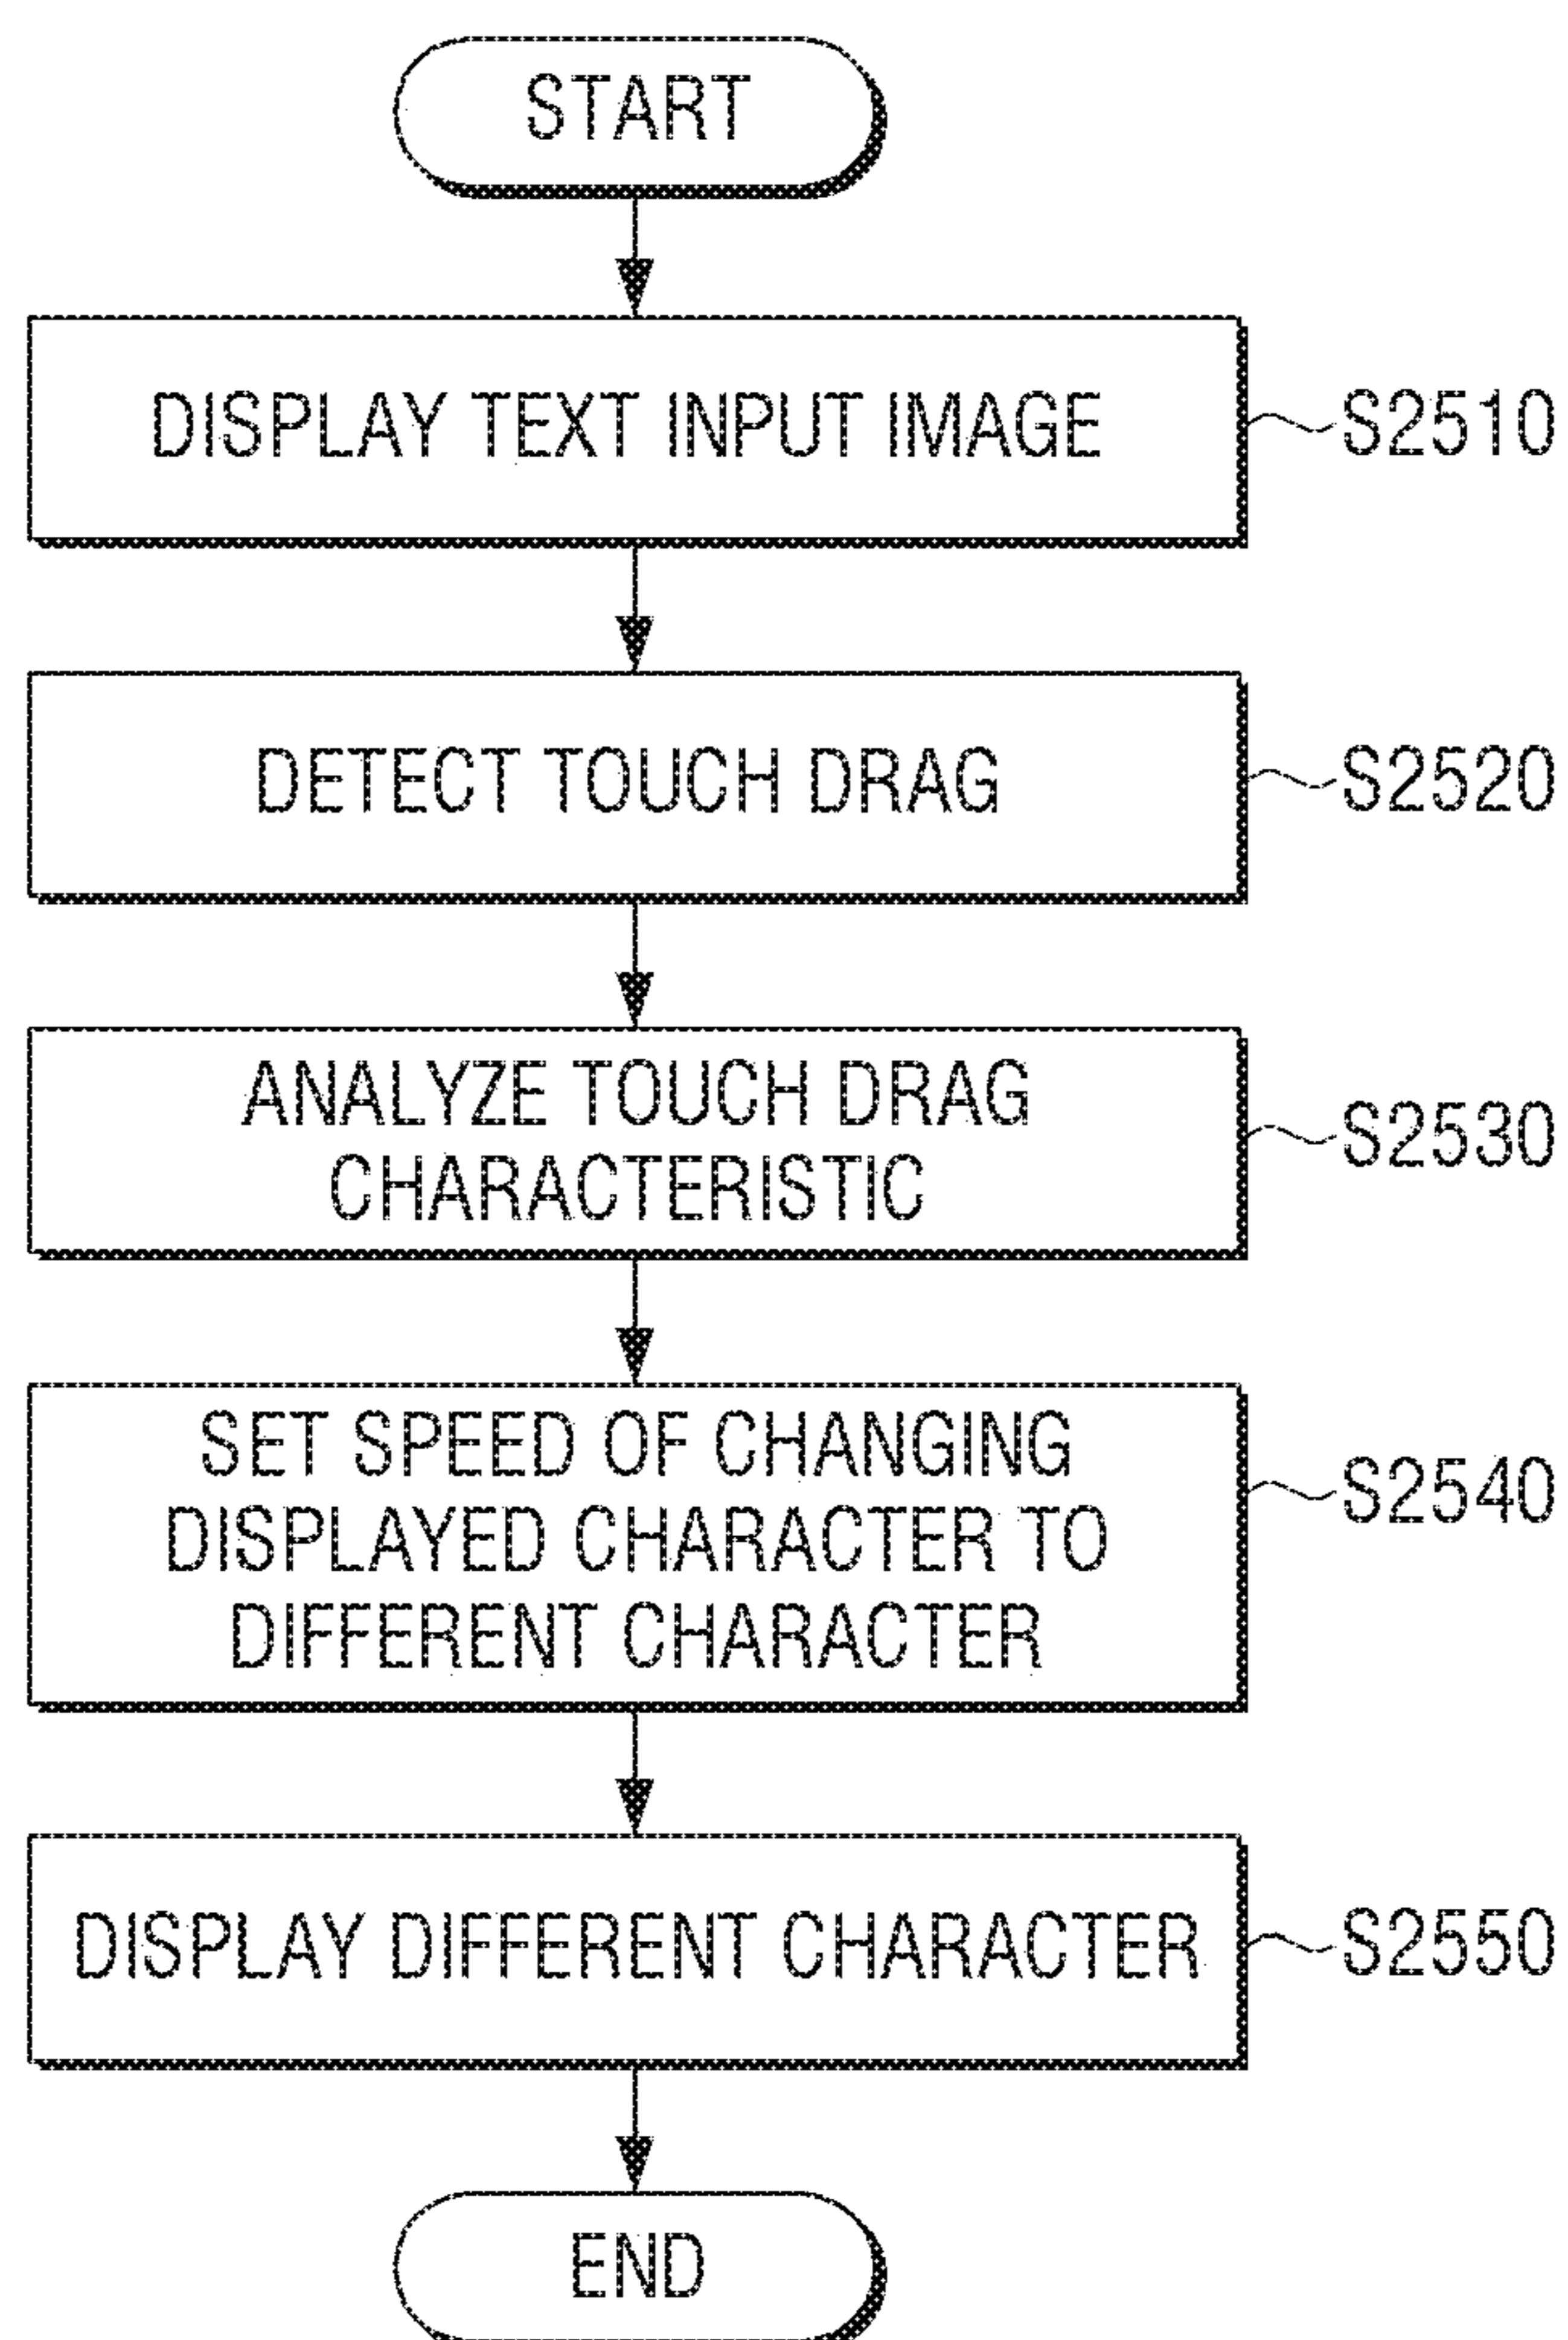 START
DISPLAY TEXT INPUT IMAGE
S2510
DETECT TOUCH DRAG
S2520
ANALYZE TOUCH DRAG
CHARACTERISTIC
S2530
SET SPEED OF CHANGING
DISPLAYED CHARACTER TO
DIFFERENT CHARACTER
S2540
DISPLAY DIFFERENT CHARACTER
S2550
END